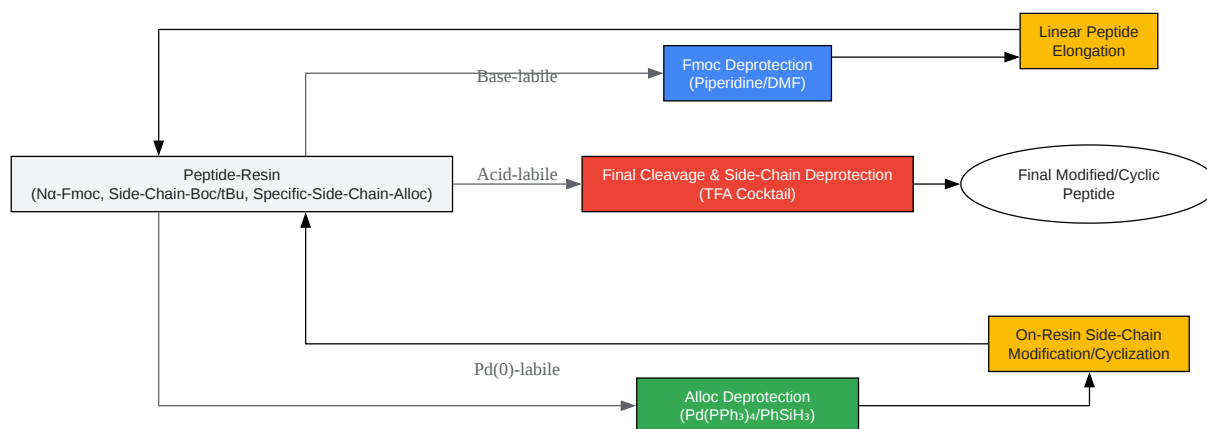 Linear Peptide
Elongation
Base-labile
Fmoc Deprotection
(Piperidine/DMF)
Peptide-Resin
(Nα-Fmoc, Side-Chain-Boc/tBu, Specific-Side-Chain-Alloc)
Acid-labile
Final Cleavage & Side-Chain Deprotection
(TFA Cocktail)
Final Modified/Cyclic
Peptide
On-Resin Side-Chain
Modification/Cyclization
Pd(0)-labile
Alloc Deprotection
(Pd(PPh₃)₄/PhSiH₃)